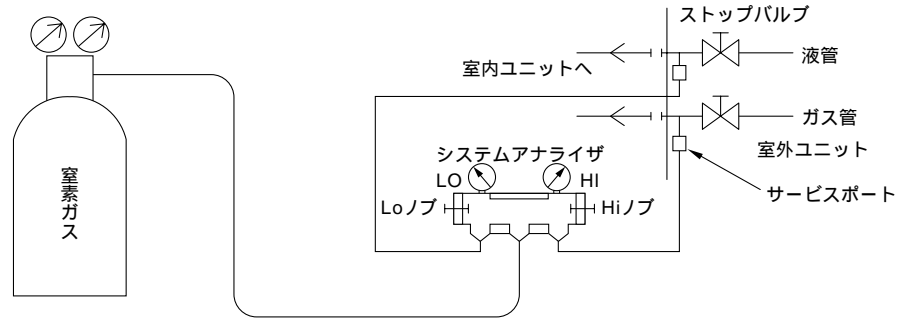 ストップバルブ
液管
室内ユニットへ
ガス管
室外ユニット
システムアナライザ
LO
HI
サービスポート
Loノブ
Hiノブ
窒素ガス